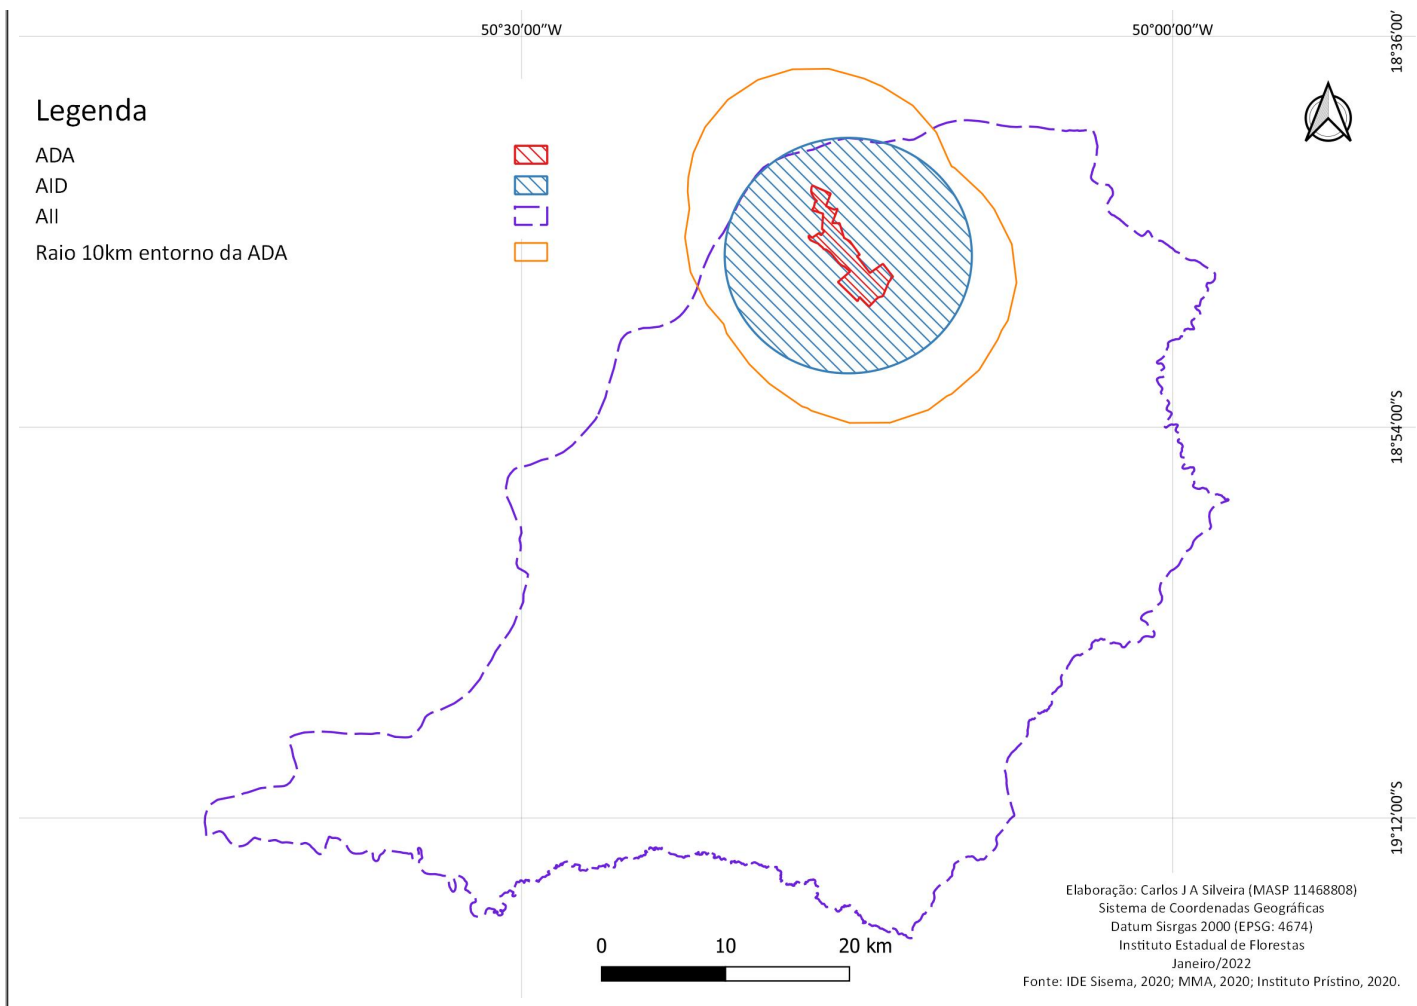 50°30'00"W
50°00'00"W
18°36'00'
Legenda
ADA
AID
AII
Raio 10km entorno da ADA
18°54'00"S
19°12'00"S
0 10 20 km
Elaboração: Carlos J A Silveira (MASP 11468808)
Sistema de Coordenadas Geográficas
Datum Sisrgas 2000 (EPSG: 4674)
Instituto Estadual de Florestas
Janeiro/2022
Fonte: IDE Sisema, 2020; MMA, 2020; Instituto Prístino, 2020.